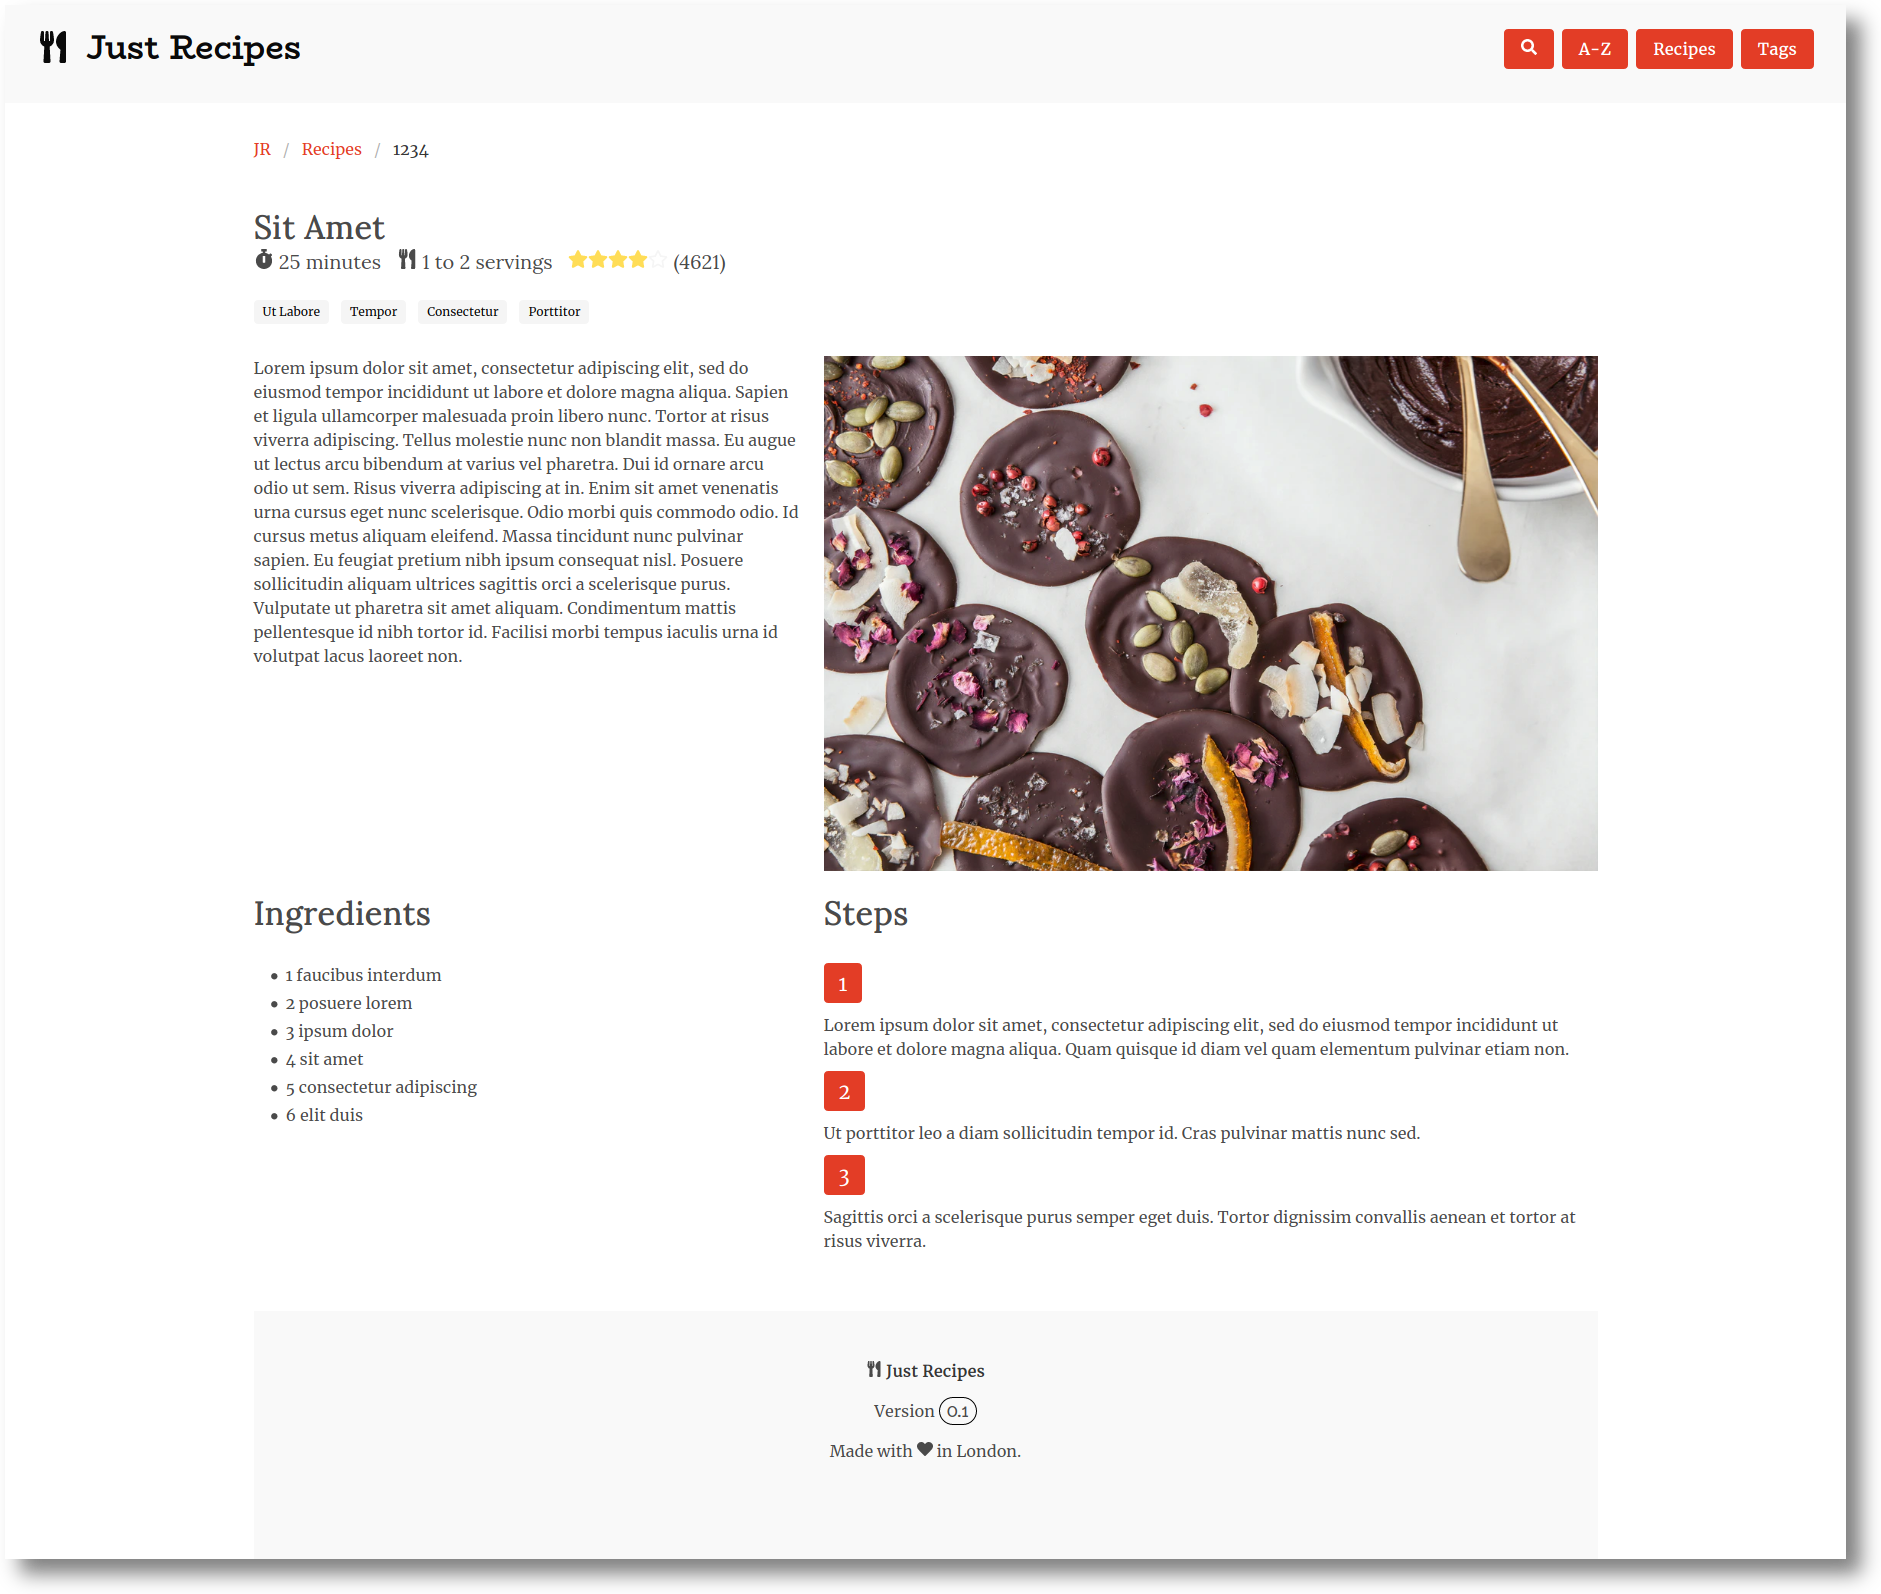 Just Recipes
A-Z
Recipes
Tags
JR / Recipes / 1234
Sit Amet
25 minutes 1 to 2 servings (4621)
Ut Labore Tempor Consectetur Porttitor
Lorem ipsum dolor sit amet, consectetur adipiscing elit, sed do
eiusmod tempor incididunt ut labore et dolore magna aliqua. Sapien
et ligula ullamcorper malesuada proin libero nunc. Tortor at risus
viverra adipiscing. Tellus molestie nunc non blandit massa. Eu augue
ut lectus arcu bibendum at varius vel pharetra. Dui id ornare arcu
odio ut sem. Risus viverra adipiscing at in. Enim sit amet venenatis
urna cursus eget nunc scelerisque. Odio morbi quis commodo odio. Id
cursus metus aliquam eleifend. Massa tincidunt nunc pulvinar
sapien. Eu feugiat pretium nibh ipsum consequat nisl. Posuere
sollicitudin aliquam ultrices sagittis orci a scelerisque purus.
Vulputate ut pharetra sit amet aliquam. Condimentum mattis
pellentesque id nibh tortor id. Facilisi morbi tempus iaculis urna id
volutpat lacus laoreet non.
Ingredients
• 1 faucibus interdum
• 2 posuere lorem
• 3 ipsum dolor
• 4 sit amet
• 5 consectetur adipiscing
• 6 elit duis
Steps
1
Lorem ipsum dolor sit amet, consectetur adipiscing elit, sed do eiusmod tempor incididunt ut
labore et dolore magna aliqua. Quam quisque id diam vel quam elementum pulvinar etiam non.
2
Ut porttitor leo a diam sollicitudin tempor id. Cras pulvinar mattis nunc sed.
3
Sagittis orci a scelerisque purus semper eget duis. Tortor dignissim convallis aenean et tortor at
risus viverra.
Just Recipes
Version 0.1
Made with ♥ in London.